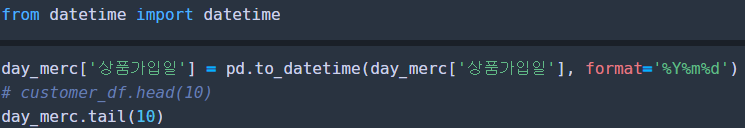 from datetime import datetime
day_merc['상품가입일'] = pd.to_datetime(day_merc['상품가입일'], format='%Y%m%d')
# customer_df.head(10)
day_merc.tail(10)